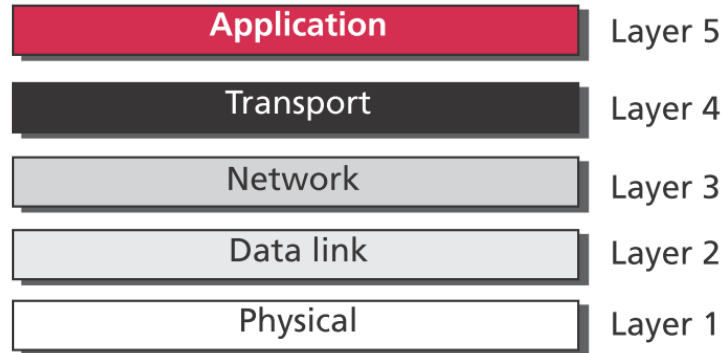 Application Layer 5
Transport Layer 4
Network Layer 3
Data link Layer 2
Physical Layer 1